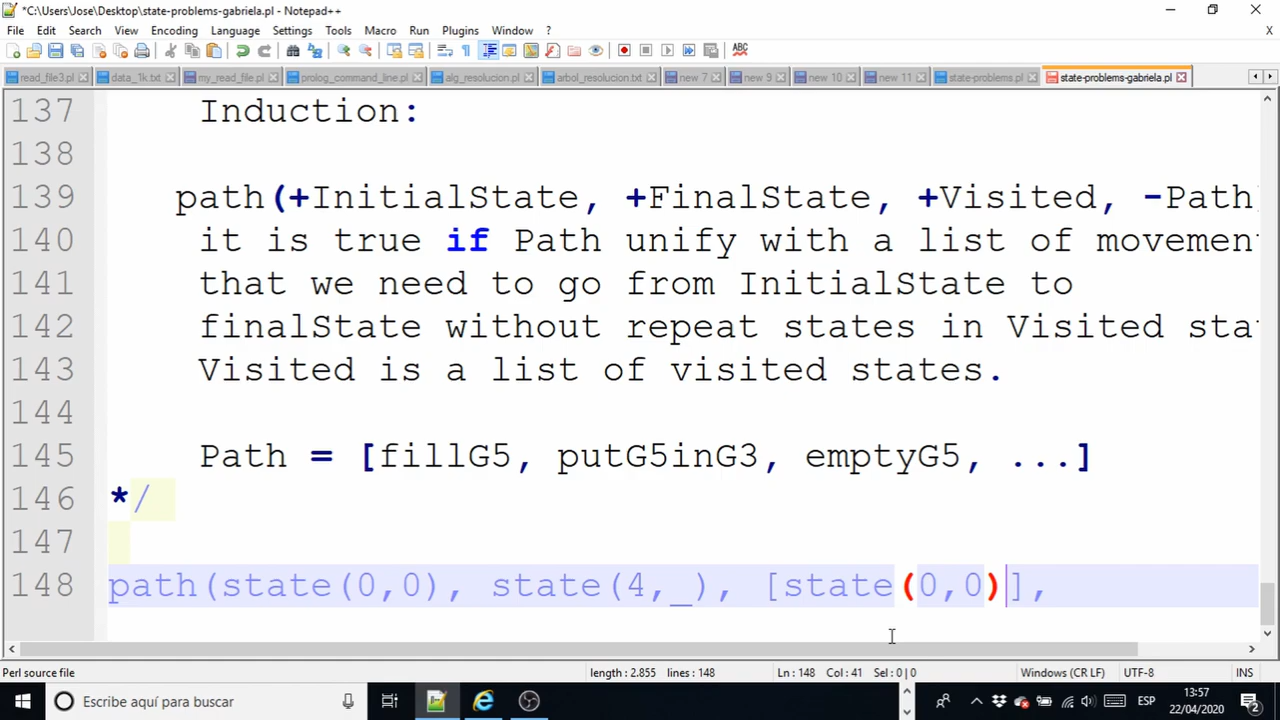 *C:\Users\Jose\Desktop\state-problems-gabriela.pl - Notepad++
File Edit Search View Encoding Language Settings Tools Macro Run Plugins Window ? X
read_file3.pl data_1k.txt my_read_file.pl prolog_command_line.pl alg_resolucion.pl arbol_resolucion.txt new 7 new 9 new 10 new 11 state-problems.pl state-problems-gabriela.pl
137 Induction:
138
139 path(+InitialState, +FinalState, +Visited, -Path)
140 it is true if Path unify with a list of movement
141 that we need to go from InitialState to
142 finalState without repeat states in Visited sta
143 Visited is a list of visited states.
144
145 Path = [fillG5, putG5inG3, emptyG5, ...]
146 */
147
148 path(state(0,0), state(4,_), [state(0,0)],
Perl source file length : 2.855 lines : 148 Ln : 148 Col : 41 Sel : 0 | 0 Windows (CR LF) UTF-8 INS
Escribe aquí para buscar ESP 13:57
22/04/2020 2